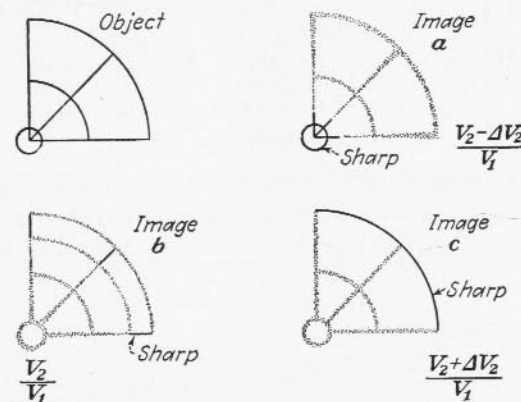 Object
Image
a
Sharp
V₂-ΔV₂
V₁
Image
b
Sharp
V₂
V₁
Image
c
Sharp
V₂+ΔV₂
V₁